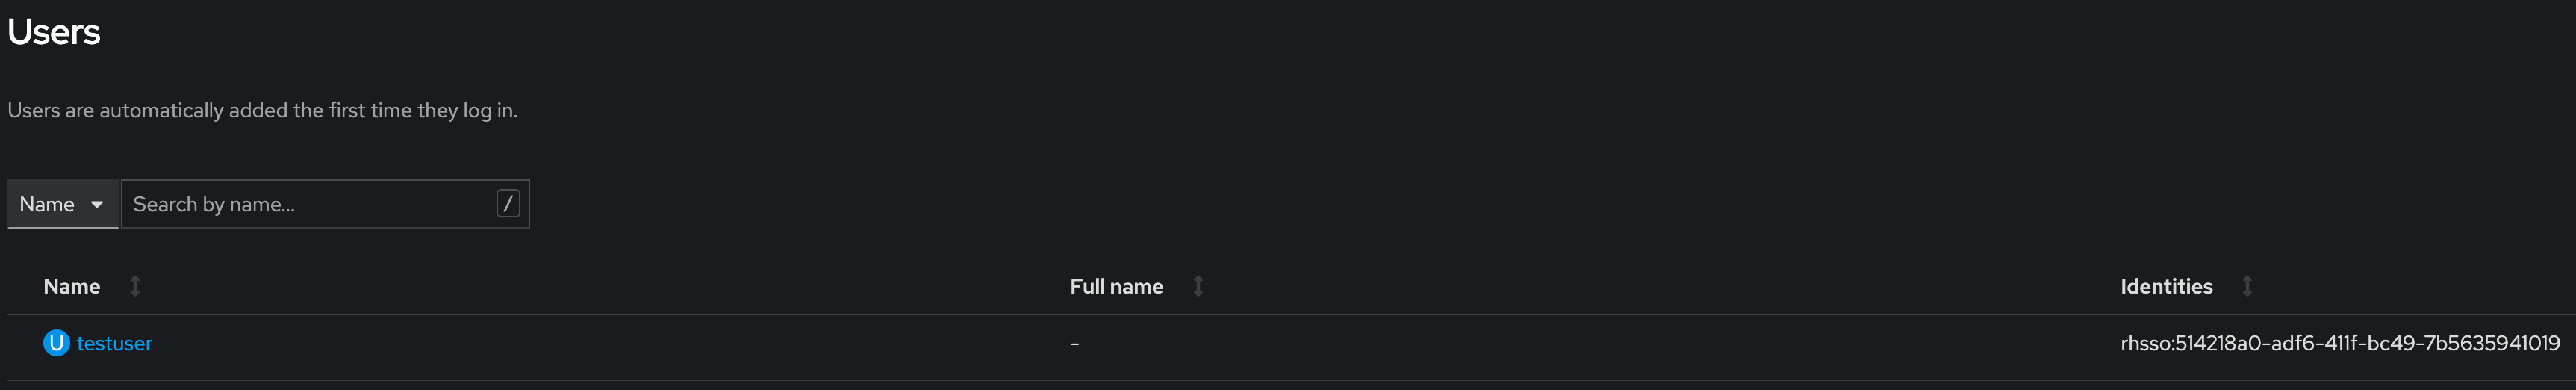 Users
Users are automatically added the first time they log in.
Name Search by name... /
Name Full name Identities
U testuser - rhsso:514218a0-adf6-411f-bc49-7b5635941019